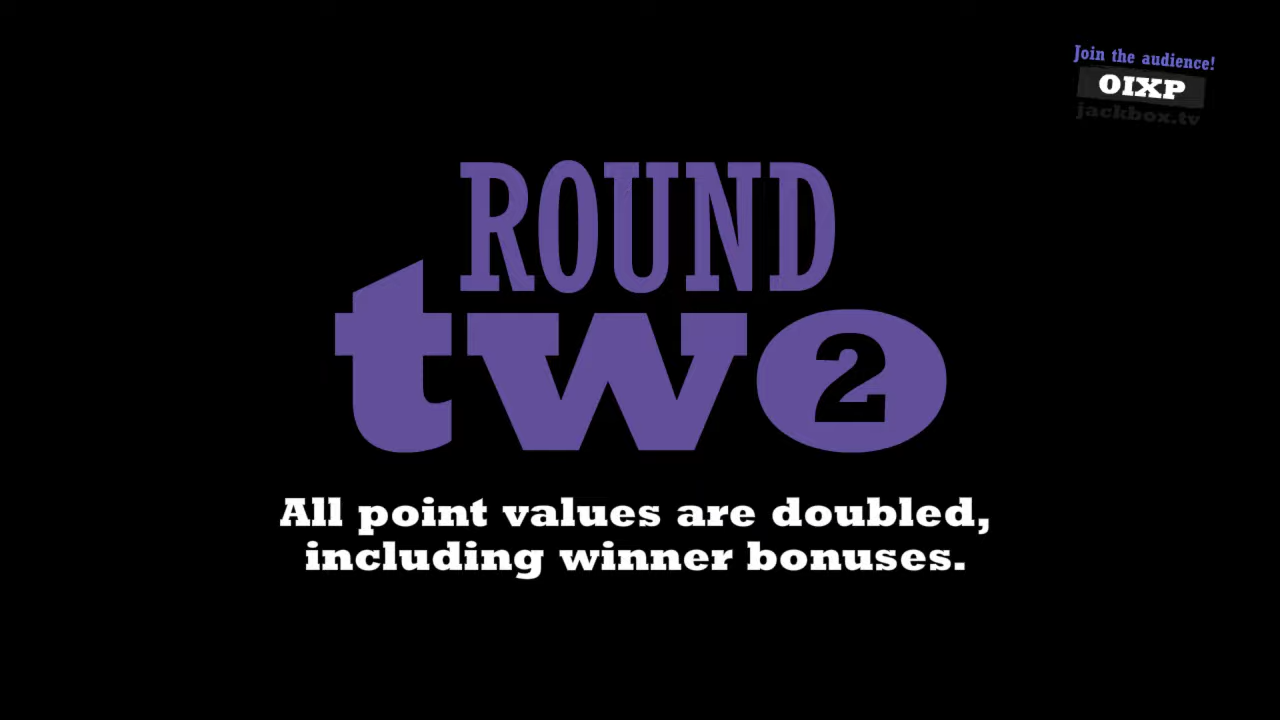 Join the audience!
OIXP
jackbox.tv
ROUND
two
2
All point values are doubled,
including winner bonuses.